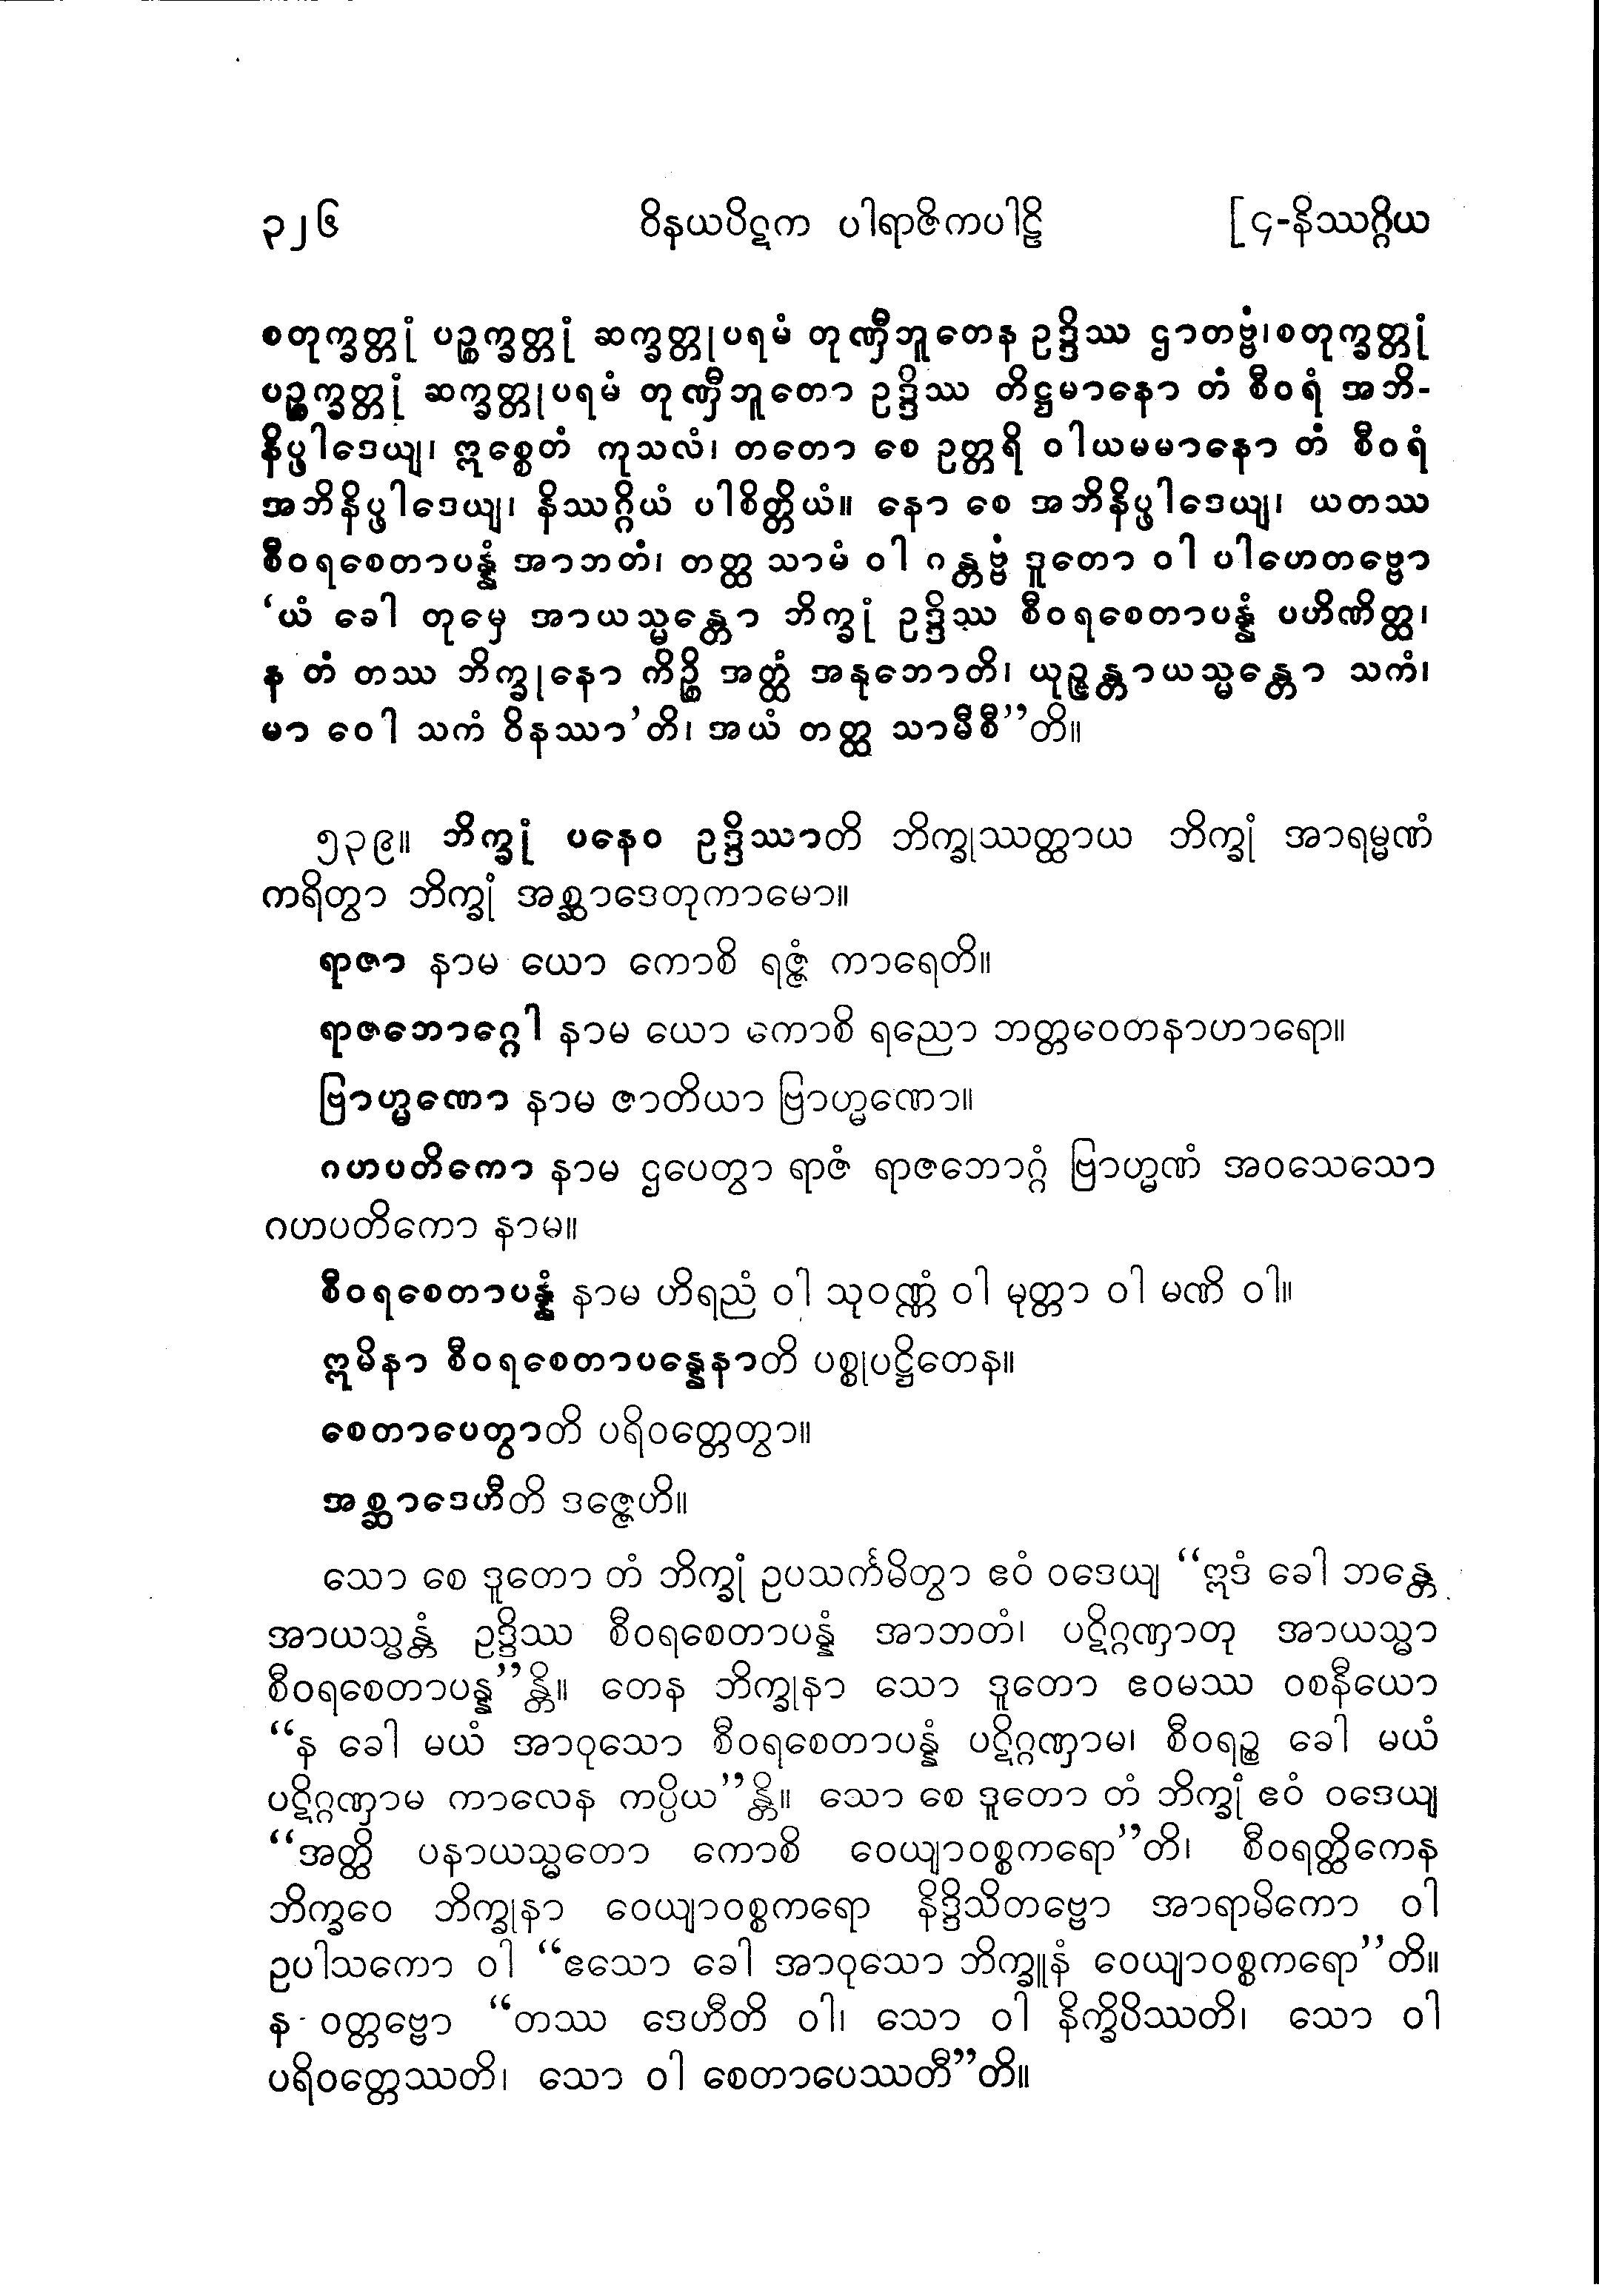 ၃၂၆ ဝိနယပိဋက ပါရာဇိကပါဠိ [၄-နိဿဂ္ဂိယ
စတုက္ခတ္တုံ ပဉ္စက္ခတ္တုံ ဆက္ခတ္တုပရမံ တုဏှီဘူတေန ဥဒ္ဒိဿ ဌာတဗ္ဗံ၊စတုက္ခတ္တုံ
ပဉ္စက္ခတ္တုံ ဆက္ခတ္တုပရမံ တုဏှီဘူတော ဥဒ္ဒိဿ တိဋ္ဌမာနော တံ စီဝရံ အဘိ-
နိပ္ဖါဒေယျ၊ ဣစ္စေတံ ကုသလံ၊ တတော စေ ဥတ္တရိ ဝါယမမာနော တံ စီဝရံ
အဘိနိပ္ဖါဒေယျ၊ နိဿဂ္ဂိယံ ပါစိတ္တိယံ။ နော စေ အဘိနိပ္ဖါဒေယျ၊ ယတဿ
စီဝရစေတာပန္နံ အာဘတံ၊ တတ္ထ သာမံ ဝါ ဂန္တဗ္ဗံ ဒူတော ဝါ ပါဟေတဗ္ဗော
‘ယံ ခေါ တုမှေ အာယသ္မန္တော ဘိက္ခုံ ဥဒ္ဒိဿ စီဝရစေတာပန္နံ ပဟိဏိတ္ထ၊
န တံ တဿ ဘိက္ခုနော ကိဉ္စိ အတ္ထံ အနုဘောတိ၊ ယုဉ္ဇန္တာယသ္မန္တော သကံ၊
မာ ဝေါ သကံ ဝိနဿာ’တိ၊ အယံ တတ္ထ သာမီစီ”တိ။
၅၃၉။ ဘိက္ခုံ ပနေဝ ဥဒ္ဒိဿာတိ ဘိက္ခုဿတ္ထာယ ဘိက္ခုံ အာရမ္မဏံ
ကရိတွာ ဘိက္ခုံ အစ္ဆာဒေတုကာမော။
ရာဇာ နာမ ယော ကောစိ ရဇ္ဇံ ကာရေတိ။
ရာဇဘောဂ္ဂေါ နာမ ယော ကောစိ ရညော ဘတ္တဝေတနာဟာရော။
ဗြာဟ္မဏော နာမ ဇာတိယာ ဗြာဟ္မဏော။
ဂဟပတိကော နာမ ဌပေတွာ ရာဇံ ရာဇဘောဂ္ဂံ ဗြာဟ္မဏံ အဝသေသော
ဂဟပတိကော နာမ။
စီဝရစေတာပန္နံ နာမ ဟိရညံ ဝါ သုဝဏ္ဏံ ဝါ မုတ္တာ ဝါ မဏိ ဝါ။
ဣမိနာ စီဝရစေတာပန္နေနာတိ ပစ္စုပဋ္ဌိတေန။
စေတာပေတွာတိ ပရိဝတ္တေတွာ။
အစ္ဆာဒေဟီတိ ဒဇ္ဇေဟိ။
သော စေ ဒူတော တံ ဘိက္ခုံ ဥပသင်္ကမိတွာ ဧဝံ ဝဒေယျ “ဣဒံ ခေါ ဘန္တေ
အာယသ္မန္တံ ဥဒ္ဒိဿ စီဝရစေတာပန္နံ အာဘတံ၊ ပဋိဂ္ဂဏှာတု အာယသ္မာ
စီဝရစေတာပန္န”န္တိ။ တေန ဘိက္ခုနာ သော ဒူတော ဧဝမဿ ဝစနီယော
“န ခေါ မယံ အာဝုသော စီဝရစေတာပန္နံ ပဋိဂ္ဂဏှာမ၊ စီဝရဉ္စ ခေါ မယံ
ပဋိဂ္ဂဏှာမ ကာလေန ကပ္ပိယ”န္တိ။ သော စေ ဒူတော တံ ဘိက္ခုံ ဧဝံ ဝဒေယျ
“အတ္ထိ ပနာယသ္မတော ကောစိ ဝေယျာဝစ္စကရော”တိ၊ စီဝရတ္ထိကေန
ဘိက္ခဝေ ဘိက္ခုနာ ဝေယျာဝစ္စကရော နိဒ္ဒိသိတဗ္ဗော အာရာမိကော ဝါ
ဥပါသကော ဝါ “ဧသော ခေါ အာဝုသော ဘိက္ခူနံ ဝေယျာဝစ္စကရော”တိ။
န ဝတ္တဗ္ဗော “တဿ ဒေဟီတိ ဝါ၊ သော ဝါ နိက္ခိပိဿတိ၊ သော ဝါ
ပရိဝတ္တေဿတိ၊ သော ဝါ စေတာပေဿတီ”တိ။